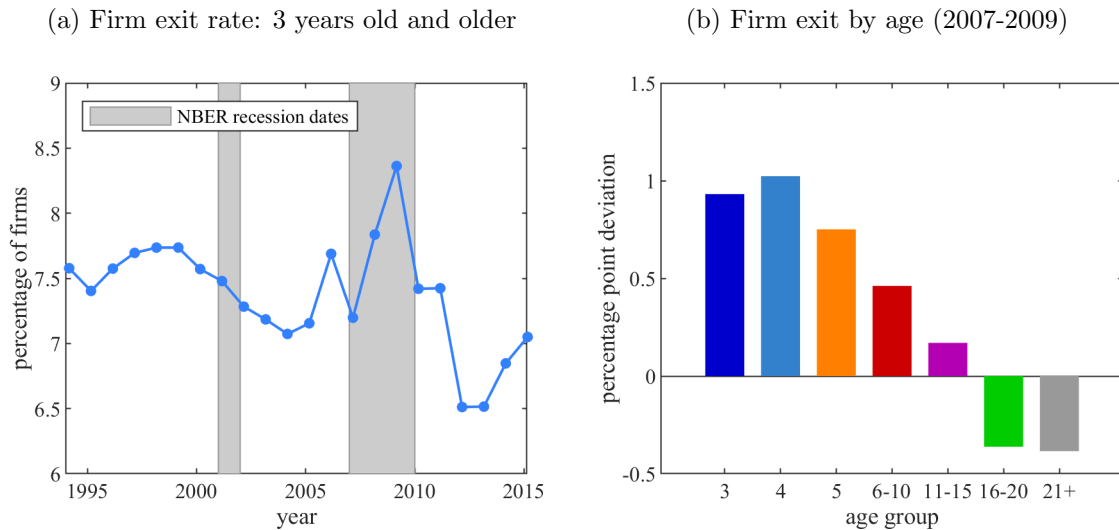 (a) Firm exit rate: 3 years old and older
9
8.5
8
7.5
7
6.5
6
percentage of firms
NBER recession dates
1995 2000 2005 2010 2015
year
(b) Firm exit by age (2007-2009)
1.5
1
0.5
0
-0.5
percentage point deviation
3 4 5 6-10 11-15 16-20 21+
age group